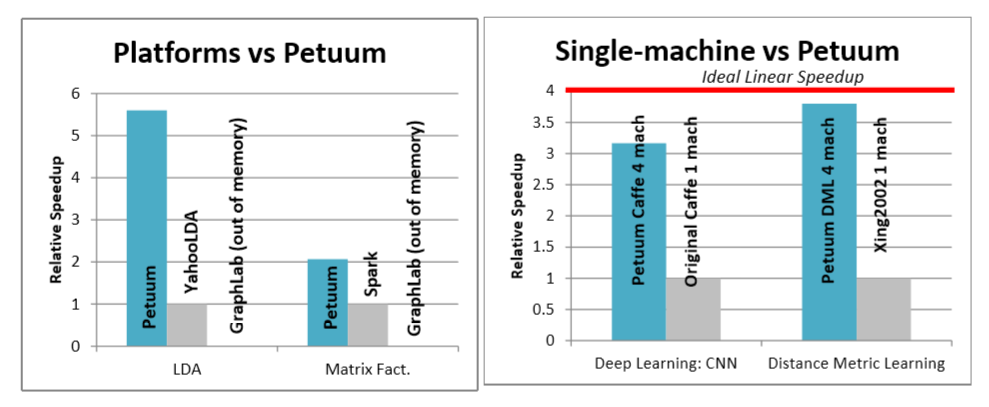 Platforms vs Petuum
Relative Speedup
6
5
4
3
2
1
0
Petuum
YahooLDA
GraphLab (out of memory)
Petuum
Spark
GraphLab (out of memory)
LDA
Matrix Fact.
Single-machine vs Petuum
Ideal Linear Speedup
Relative Speedup
4
3.5
3
2.5
2
1.5
1
0.5
0
Petuum Caffe 4 mach
Original Caffe 1 mach
Petuum DML 4 mach
Xing2002 1 mach
Deep Learning: CNN
Distance Metric Learning